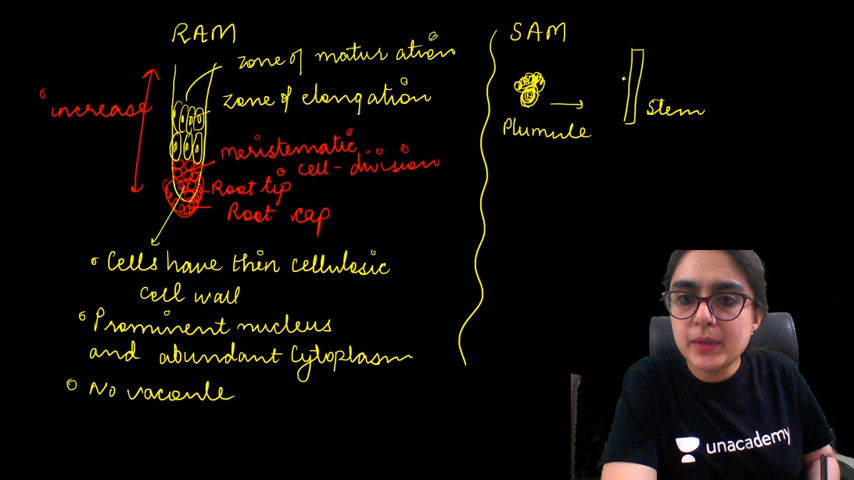 RAM
zone of maturation
increase
zone of elongation
meristematic
cell-division
Root tip
Root cap
• Cells have thin cellulosic
cell wall
• Prominent nucleus
and abundant Cytoplasm
• No vacoule
SAM
Plumule
Stem
unacademy